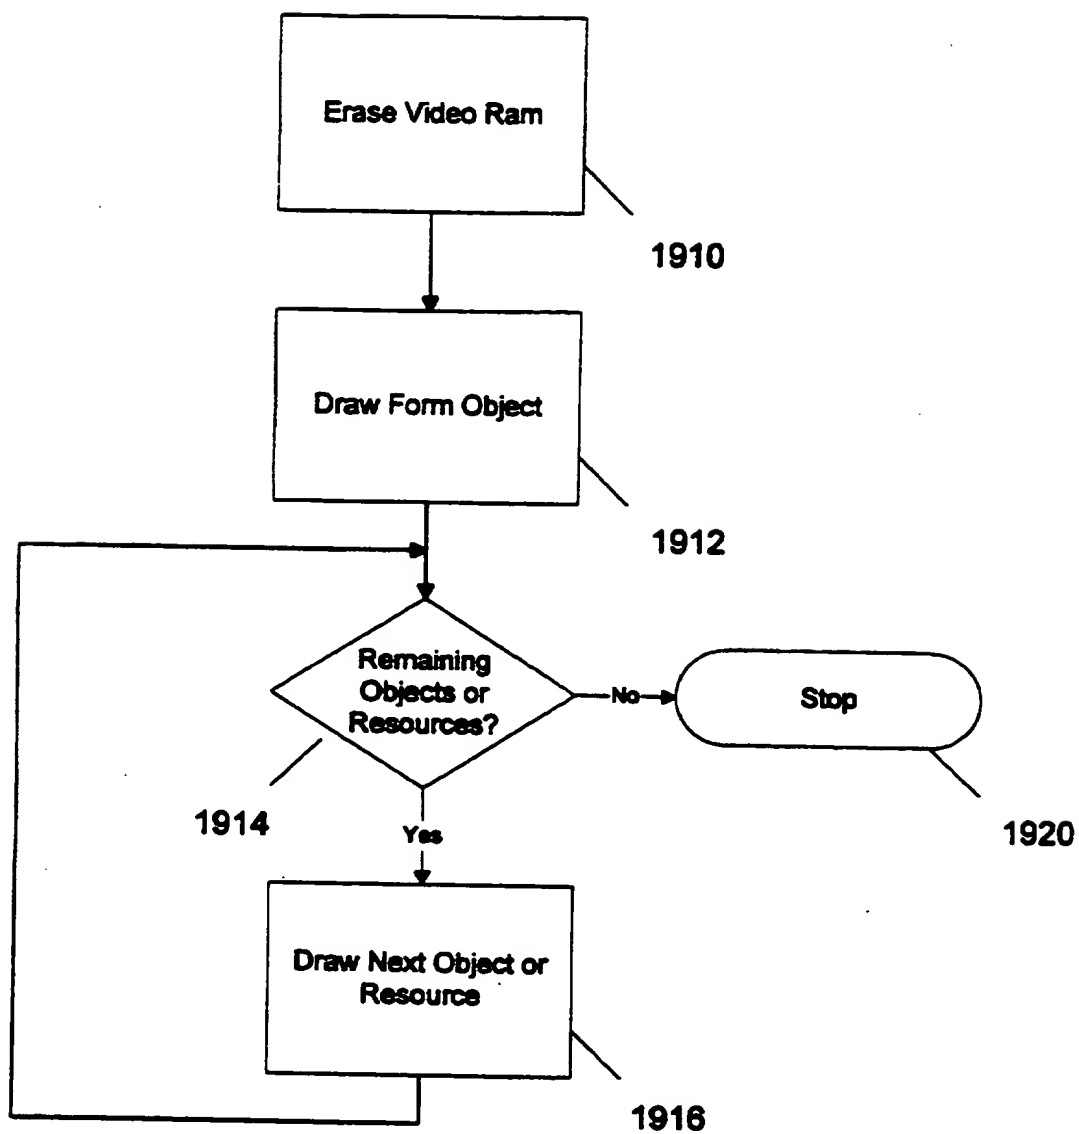 Erase Video Ram
1910
Draw Form Object
1912
Remaining
Objects or
Resources?
No
Stop
1914
1920
Yes
Draw Next Object or
Resource
1916